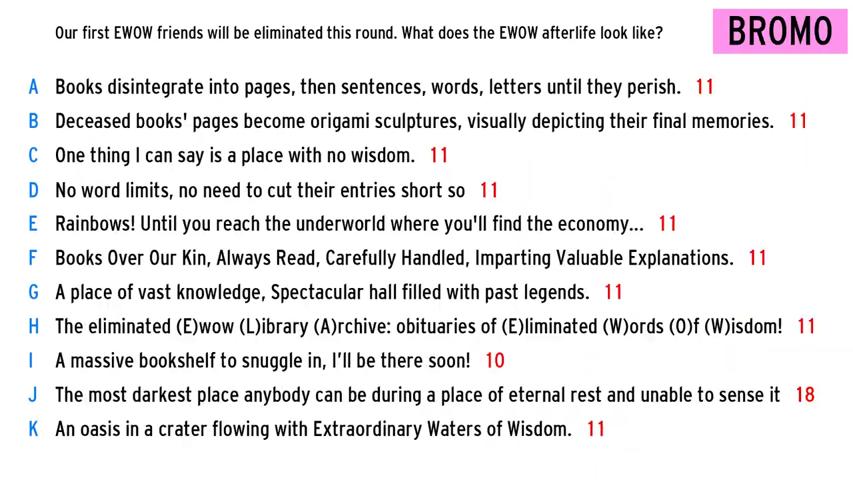 Our first EWOW friends will be eliminated this round. What does the EWOW afterlife look like?
BROMO
A Books disintegrate into pages, then sentences, words, letters until they perish. 11
B Deceased books' pages become origami sculptures, visually depicting their final memories. 11
C One thing I can say is a place with no wisdom. 11
D No word limits, no need to cut their entries short so 11
E Rainbows! Until you reach the underworld where you'll find the economy... 11
F Books Over Our Kin, Always Read, Carefully Handled, Imparting Valuable Explanations. 11
G A place of vast knowledge, Spectacular hall filled with past legends. 11
H The eliminated (E)wow (L)ibrary (A)rchive: obituaries of (E)liminated (W)ords (O)f (W)isdom! 11
I A massive bookshelf to snuggle in, I'll be there soon! 10
J The most darkest place anybody can be during a place of eternal rest and unable to sense it 18
K An oasis in a crater flowing with Extraordinary Waters of Wisdom. 11